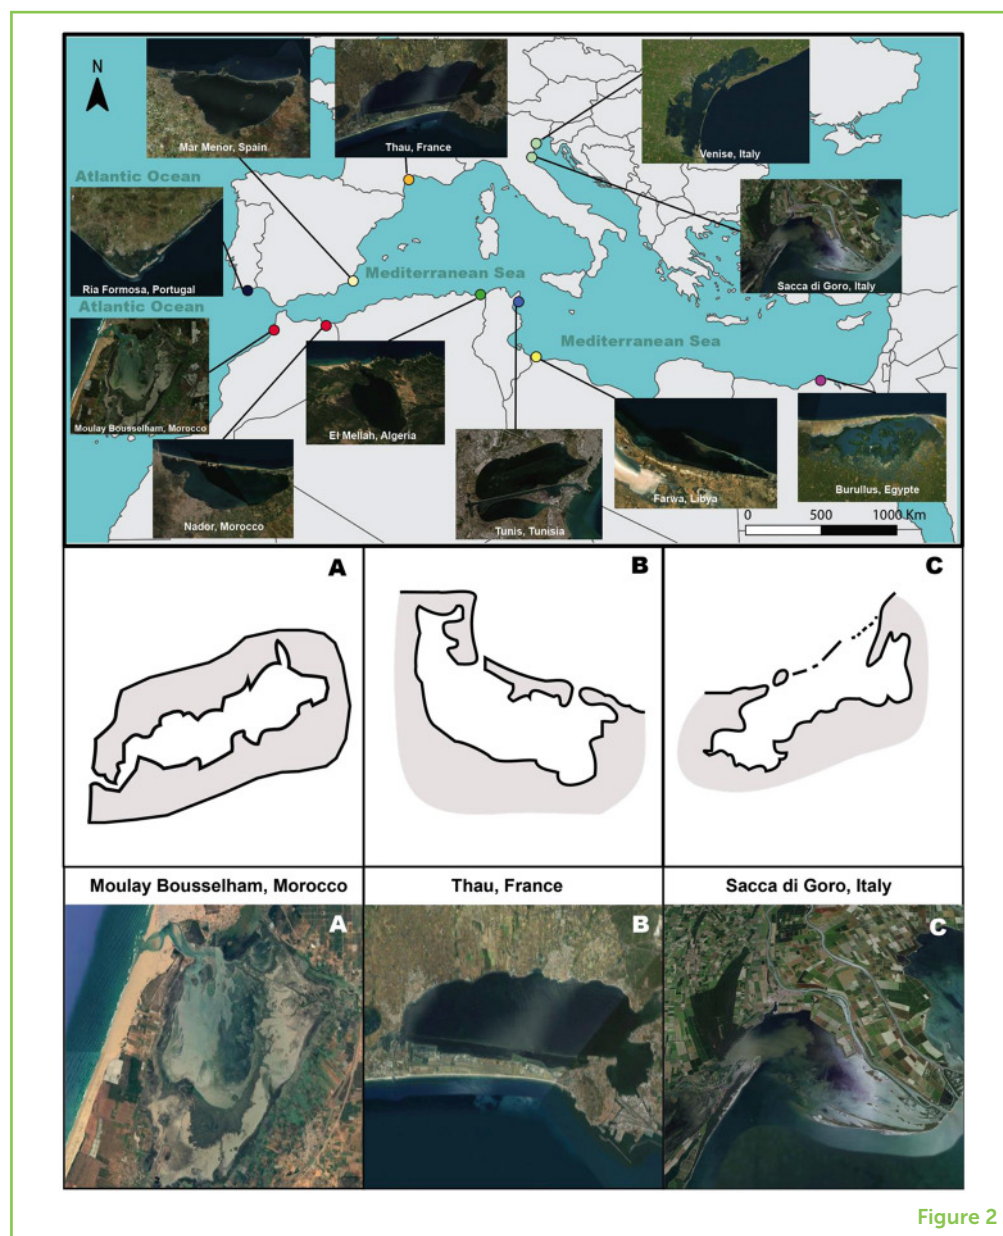 N
Mar Menor, Spain
Thau, France
Venise, Italy
Atlantic Ocean
Ria Formosa, Portugal
Mediterranean Sea
Sacca di Goro, Italy
Atlantic Ocean
Mediterranean Sea
Moulay Bousselham, Morocco
El Mellah, Algeria
Nador, Morocco
Tunis, Tunisia
Farwa, Libya
Burullus, Egypte
0 500 1000 Km
A
B
C
Moulay Bousselham, Morocco
Thau, France
Sacca di Goro, Italy
A
B
C
Figure 2